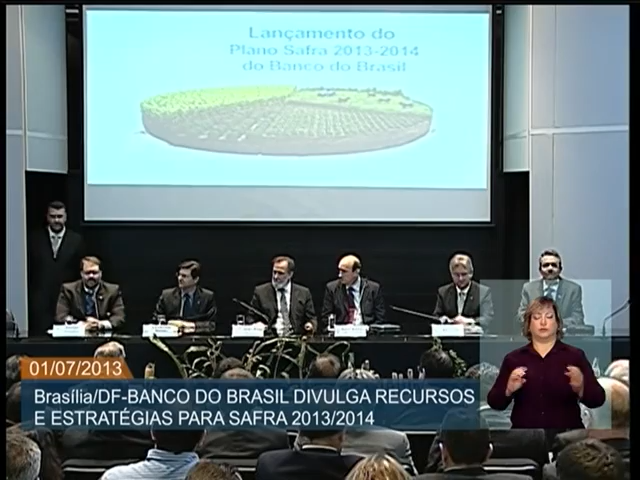 Lançamento do
Plano Safra 2013-2014
do Banco do Brasil
01/07/2013
Brasília/DF-BANCO DO BRASIL DIVULGA RECURSOS
E ESTRATÉGIAS PARA SAFRA 2013/2014